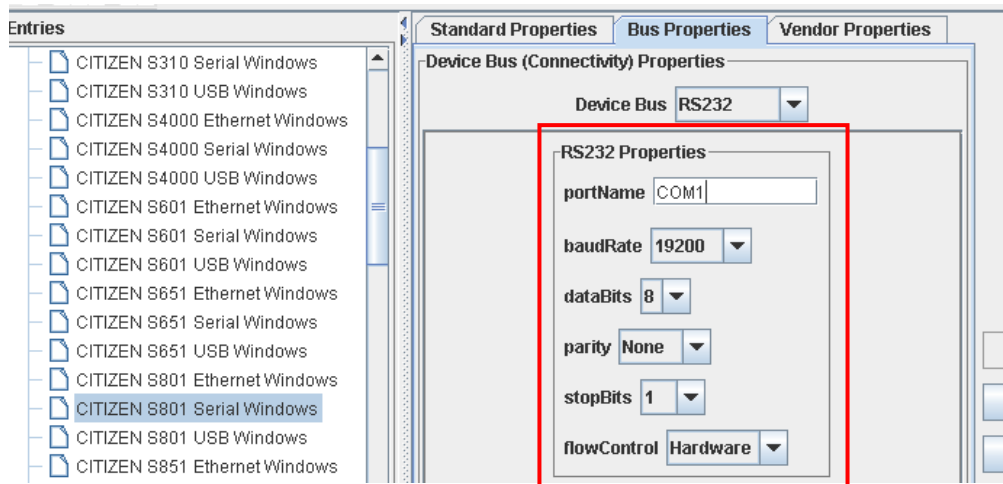 Entries
CITIZEN S310 Serial Windows
CITIZEN S310 USB Windows
CITIZEN S4000 Ethernet Windows
CITIZEN S4000 Serial Windows
CITIZEN S4000 USB Windows
CITIZEN S601 Ethernet Windows
CITIZEN S601 Serial Windows
CITIZEN S601 USB Windows
CITIZEN S651 Ethernet Windows
CITIZEN S651 Serial Windows
CITIZEN S651 USB Windows
CITIZEN S801 Ethernet Windows
CITIZEN S801 Serial Windows
CITIZEN S801 USB Windows
CITIZEN S851 Ethernet Windows
Standard Properties Bus Properties Vendor Properties
Device Bus (Connectivity) Properties
Device Bus RS232
RS232 Properties
portName COM1
baudRate 19200
dataBits 8
parity None
stopBits 1
flowControl Hardware